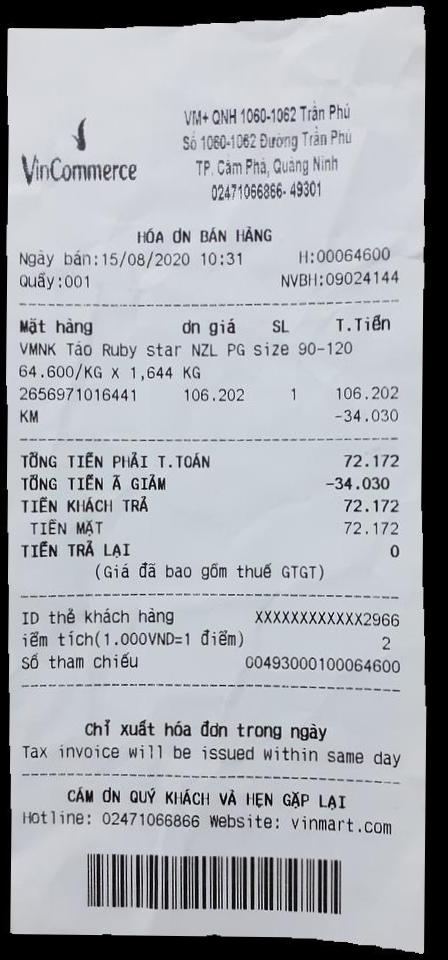 VinCommerce
VM+ QNH 1060-1062 Trần Phú
Số 1060-1062 Đường Trần Phú
TP. Cẩm Phả, Quảng Ninh
02471066866- 49301
HÓA ƠN BÁN HÀNG
Ngày bán:15/08/2020 10:31 H:00064600
Quầy:001 NVBH:09024144
Mặt hàng ơn giá SL T.Tiền
VMNK Táo Ruby star NZL PG size 90-120
64.600/KG x 1,644 KG
2656971016441 106.202 1 106.202
KM -34.030
TỔNG TIỀN PHẢI T.TOÁN 72.172
TỔNG TIỀN Ã GIẢM -34.030
TIỀN KHÁCH TRẢ 72.172
TIỀN MẶT 72.172
TIỀN TRẢ LẠI 0
(Giá đã bao gồm thuế GTGT)
ID thẻ khách hàng XXXXXXXXXXXX2966
iểm tích(1.000VND=1 điểm) 2
Số tham chiếu 00493000100064600
Chỉ xuất hóa đơn trong ngày
Tax invoice will be issued within same day
CÁM ƠN QUÝ KHÁCH VÀ HẸN GẶP LẠI
Hotline: 02471066866 Website: vinmart.com